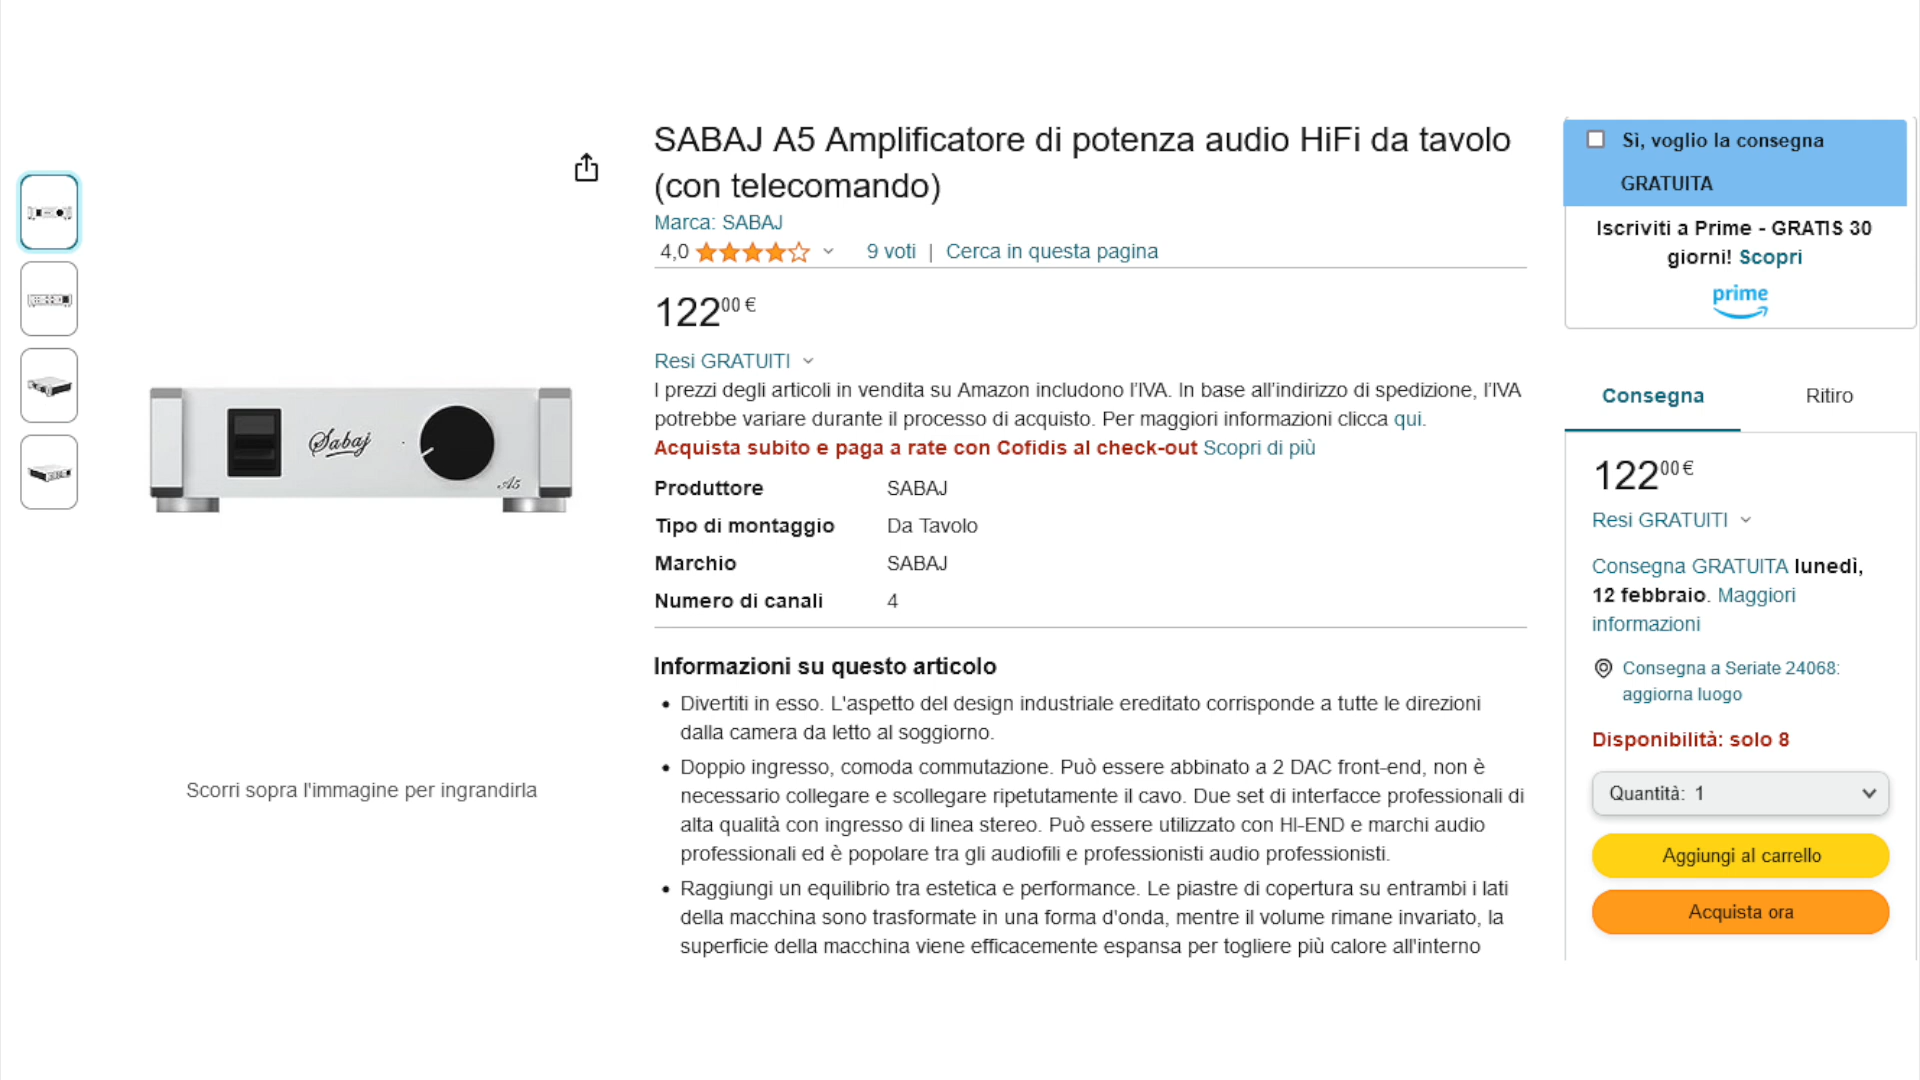 SABAJ A5 Amplificatore di potenza audio HiFi da tavolo
(con telecomando)
Marca: SABAJ
4,0
9 voti | Cerca in questa pagina
122,00 €
Resi GRATUITI
I prezzi degli articoli in vendita su Amazon includono l'IVA. In base all'indirizzo di spedizione, l'IVA
potrebbe variare durante il processo di acquisto. Per maggiori informazioni clicca qui.
Acquista subito e paga a rate con Cofidis al check-out Scopri di più
Produttore SABAJ
Tipo di montaggio Da Tavolo
Marchio SABAJ
Numero di canali 4
Informazioni su questo articolo
• Divertiti in esso. L'aspetto del design industriale ereditato corrisponde a tutte le direzioni
dalla camera da letto al soggiorno.
• Doppio ingresso, comoda commutazione. Può essere abbinato a 2 DAC front-end, non è
necessario collegare e scollegare ripetutamente il cavo. Due set di interfacce professionali di
alta qualità con ingresso di linea stereo. Può essere utilizzato con HI-END e marchi audio
professionali ed è popolare tra gli audiofili e professionisti audio professionisti.
• Raggiungi un equilibrio tra estetica e performance. Le piastre di copertura su entrambi i lati
della macchina sono trasformate in una forma d'onda, mentre il volume rimane invariato, la
superficie della macchina viene efficacemente espansa per togliere più calore all'interno
Sabaj
A5
Scorri sopra l'immagine per ingrandirla
Sì, voglio la consegna
GRATUITA
Iscriviti a Prime - GRATIS 30
giorni! Scopri
prime
Consegna
Ritiro
122,00 €
Resi GRATUITI
Consegna GRATUITA lunedì,
12 febbraio. Maggiori
informazioni
Consegna a Seriate 24068:
aggiorna luogo
Disponibilità: solo 8
Quantità: 1
Aggiungi al carrello
Acquista ora